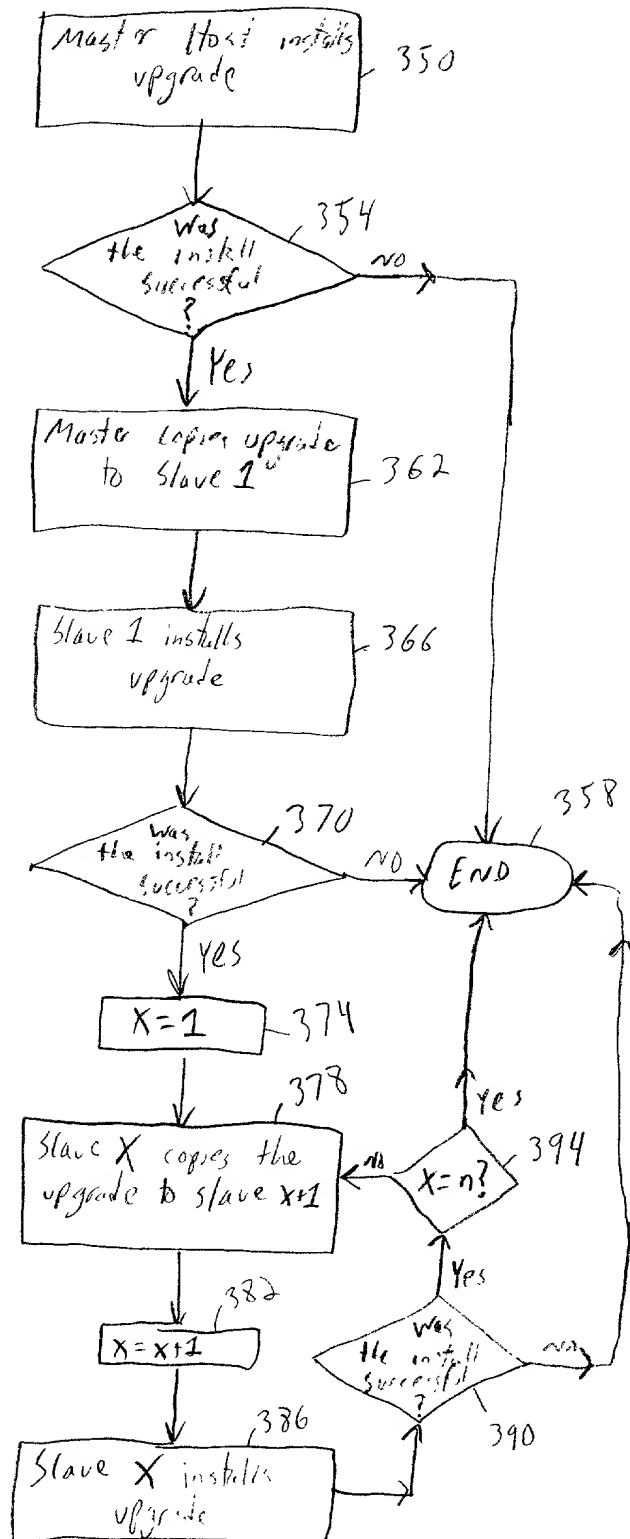 Master Host installs
upgrade
350
Was
the install
successful
?
354
NO
Yes
Master copies upgrade
to Slave 1
362
Slave 1 installs
upgrade
366
Was
the install
successful
?
370
NO
END
358
Yes
X=1
374
378
Slave X copies the
upgrade to slave x+1
NO
X=n?
394
Yes
382
x=x+1
Yes
Was
the install
successful
?
390
NO
386
Slave X installs
upgrade